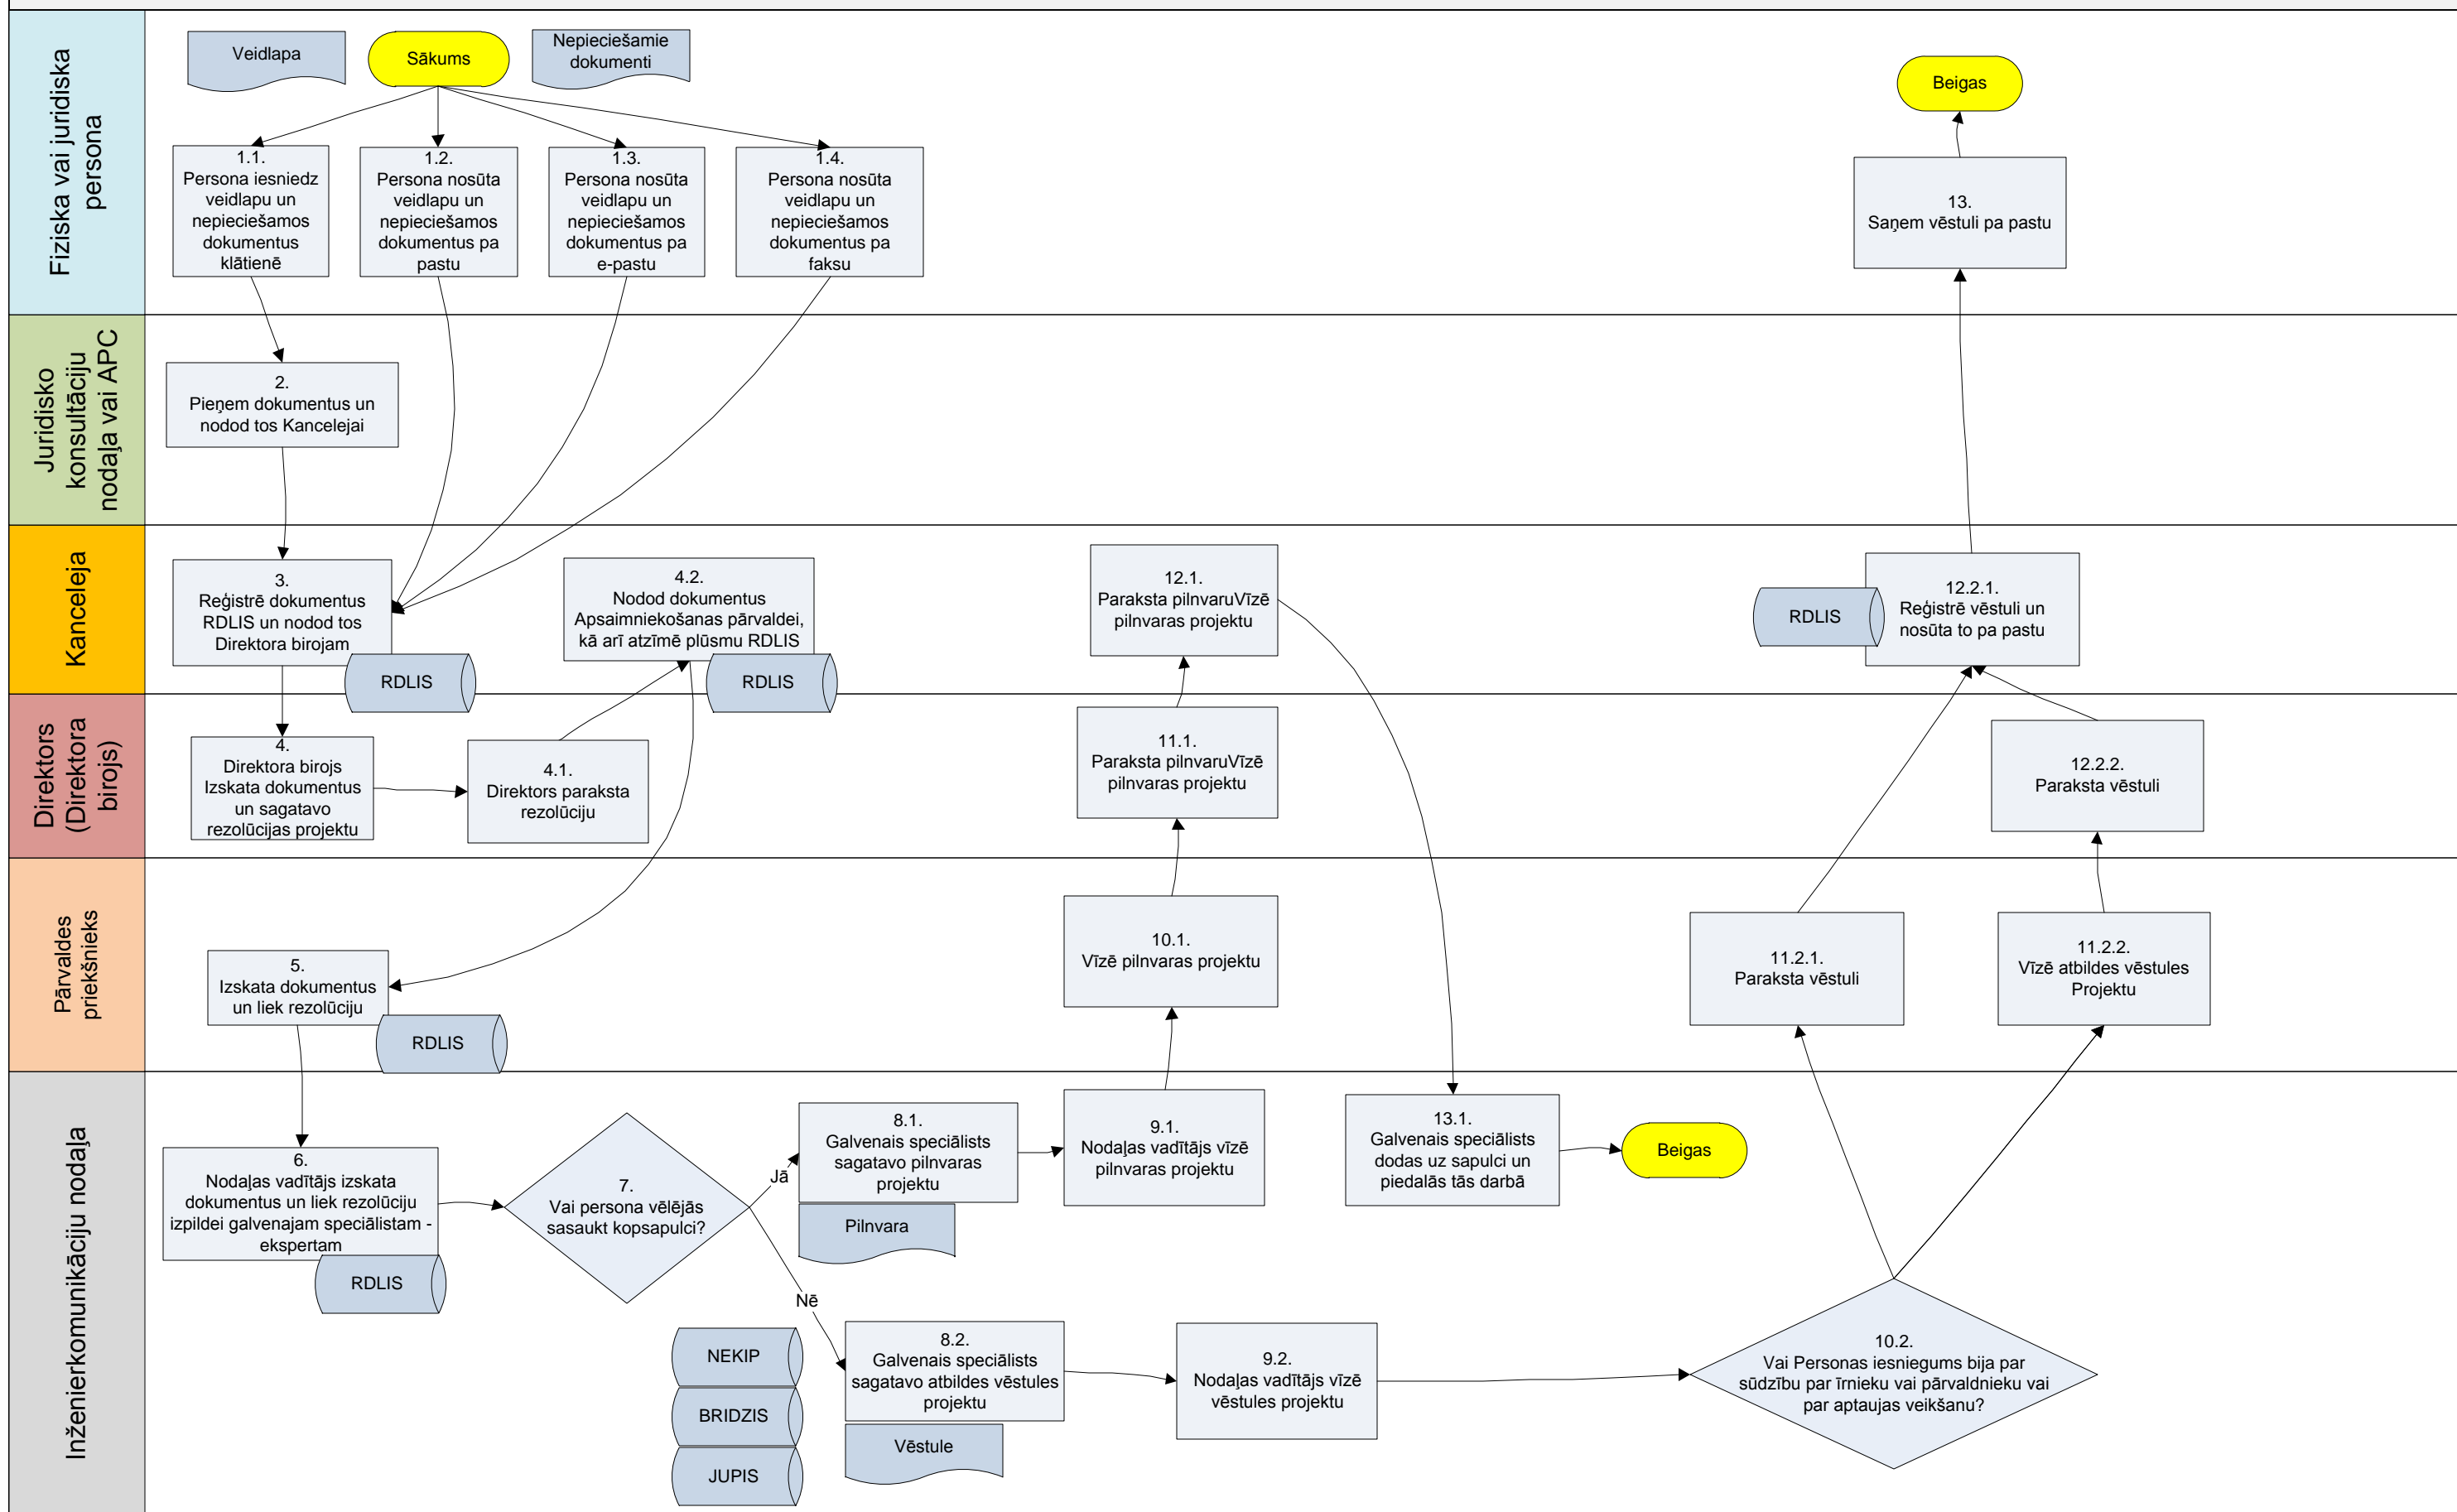 Fiziska vai juridiska
persona
Veidlapa
Sākums
Nepieciešamie
dokumenti
Beigas
1.1.
Persona iesniedz
veidlapu un
nepieciešamos
dokumentus
klātienē
1.2.
Persona nosūta
veidlapu un
nepieciešamos
dokumentus pa
pastu
1.3.
Persona nosūta
veidlapu un
nepieciešamos
dokumentus pa
e-pastu
1.4.
Persona nosūta
veidlapu un
nepieciešamos
dokumentus pa
faksu
13.
Saņem vēstuli pa pastu
Juridisko
konsultāciju
nodaļa vai APC
2.
Pieņem dokumentus un
nodod tos Kancelejai
Kanceleja
3.
Reģistrē dokumentus
RDLIS un nodod tos
Direktora birojam
RDLIS
4.2.
Nodod dokumentus
Apsaimniekošanas pārvaldei,
kā arī atzīmē plūsmu RDLIS
RDLIS
12.1.
Paraksta pilnvaruVīzē
pilnvaras projektu
RDLIS
12.2.1.
Reģistrē vēstuli un
nosūta to pa pastu
Direktors
(Direktora
birojs)
4.
Direktora birojs
Izskata dokumentus
un sagatavo
rezolūcijas projektu
4.1.
Direktors paraksta
rezolūciju
11.1.
Paraksta pilnvaruVīzē
pilnvaras projektu
12.2.2.
Paraksta vēstuli
Pārvaldes
priekšnieks
5.
Izskata dokumentus
un liek rezolūciju
RDLIS
10.1.
Vīzē pilnvaras projektu
11.2.1.
Paraksta vēstuli
11.2.2.
Vīzē atbildes vēstules
Projektu
Inženierkomunikāciju nodaļa
6.
Nodaļas vadītājs izskata
dokumentus un liek rezolūciju
izpildei galvenajam speciālistam -
ekspertam
RDLIS
7.
Vai persona vēlējās
sasaukt kopsapulci?
Jā
Nē
8.1.
Galvenais speciālists
sagatavo pilnvaras
projektu
Pilnvara
9.1.
Nodaļas vadītājs vīzē
pilnvaras projektu
13.1.
Galvenais speciālists
dodas uz sapulci un
piedalās tās darbā
Beigas
NEKIP
BRIDZIS
JUPIS
8.2.
Galvenais speciālists
sagatavo atbildes vēstules
projektu
Vēstule
9.2.
Nodaļas vadītājs vīzē
vēstules projektu
10.2.
Vai Personas iesniegums bija par
sūdzību par īrnieku vai pārvaldnieku vai
par aptaujas veikšanu?